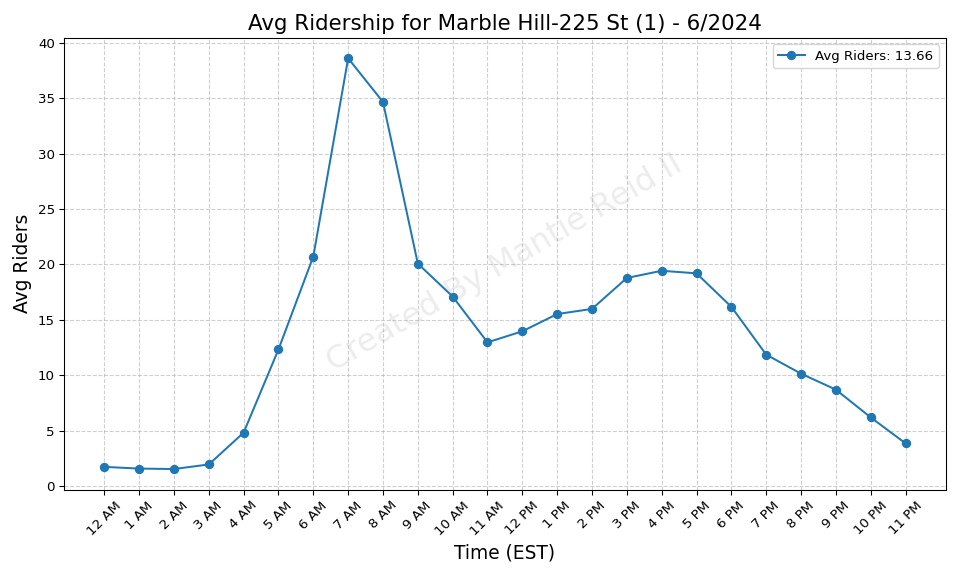 Avg Ridership for Marble Hill-225 St (1) - 6/2024
Avg Riders: 13.66
Avg Riders
40
35
30
25
20
15
10
5
0
Created By Mantie Reid II
12 AM
1 AM
2 AM
3 AM
4 AM
5 AM
6 AM
7 AM
8 AM
9 AM
10 AM
11 AM
12 PM
1 PM
2 PM
3 PM
4 PM
5 PM
6 PM
7 PM
8 PM
9 PM
10 PM
11 PM
Time (EST)